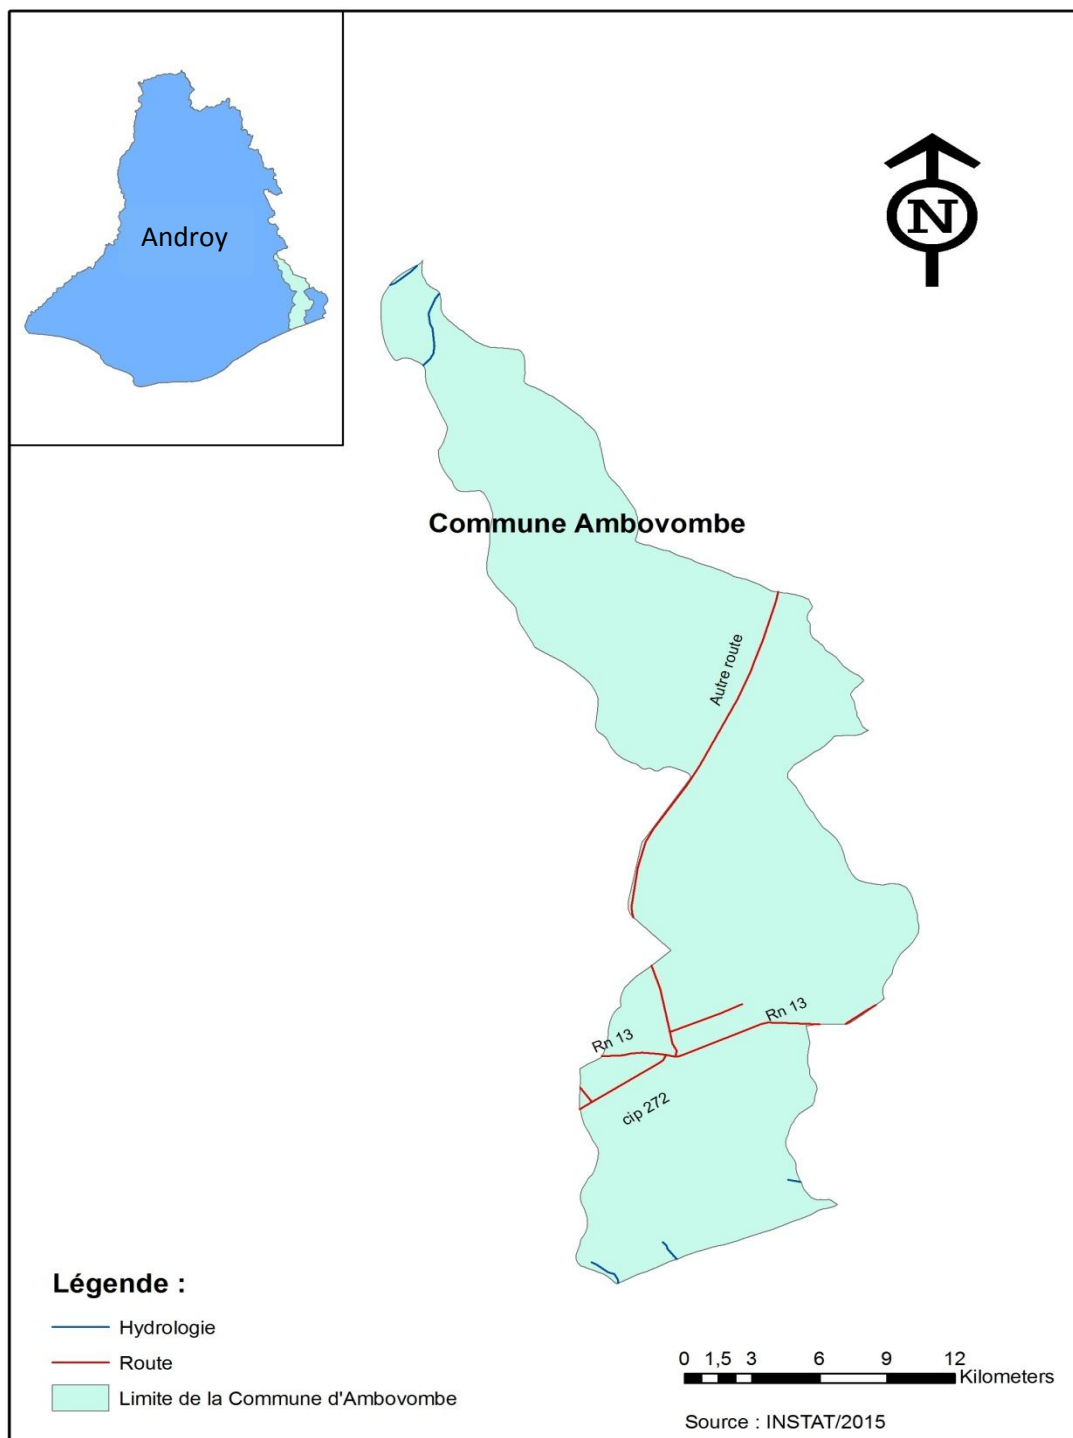 Androy
N
Commune Ambovombe
Autre route
Rn 13
Rn 13
cip 272
Légende :
Hydrologie
Route
Limite de la Commune d'Ambovombe
0 1,5 3 6 9 12
Kilometers
Source : INSTAT/2015